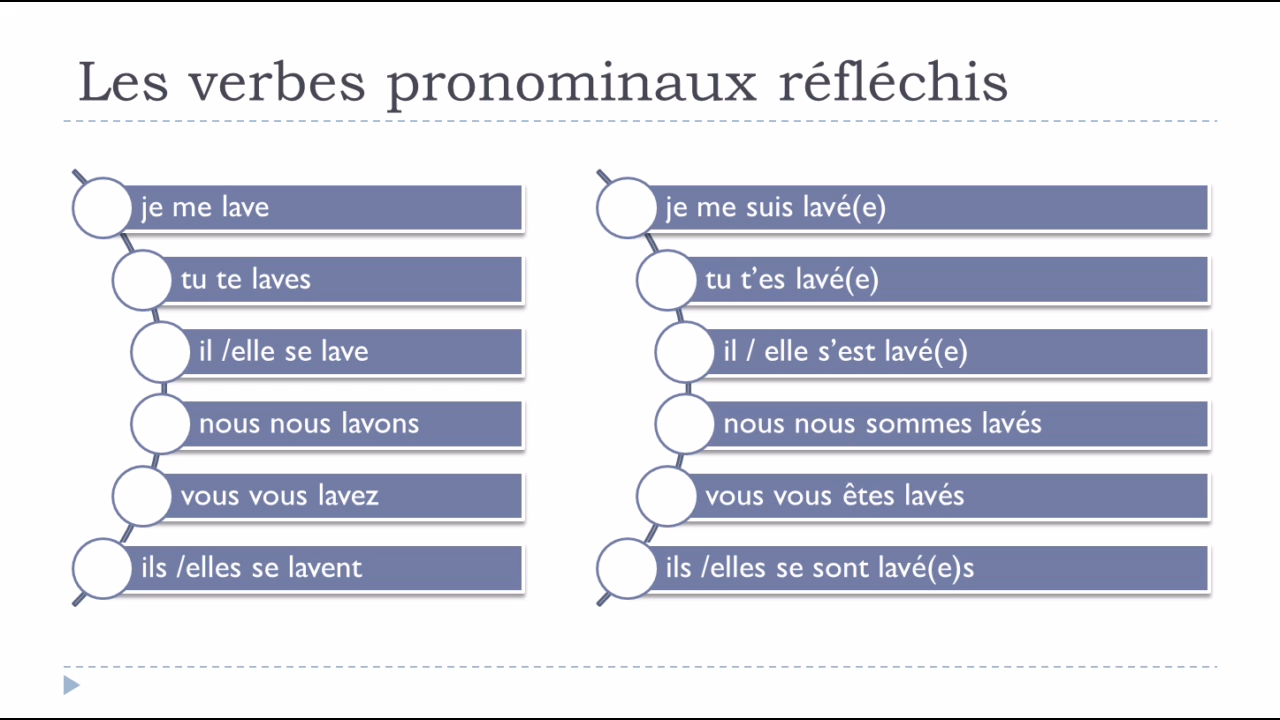 Les verbes pronominaux réfléchis
je me lave
tu te laves
il /elle se lave
nous nous lavons
vous vous lavez
ils /elles se lavent
je me suis lavé(e)
tu t’es lavé(e)
il / elle s’est lavé(e)
nous nous sommes lavés
vous vous êtes lavés
ils /elles se sont lavé(e)s